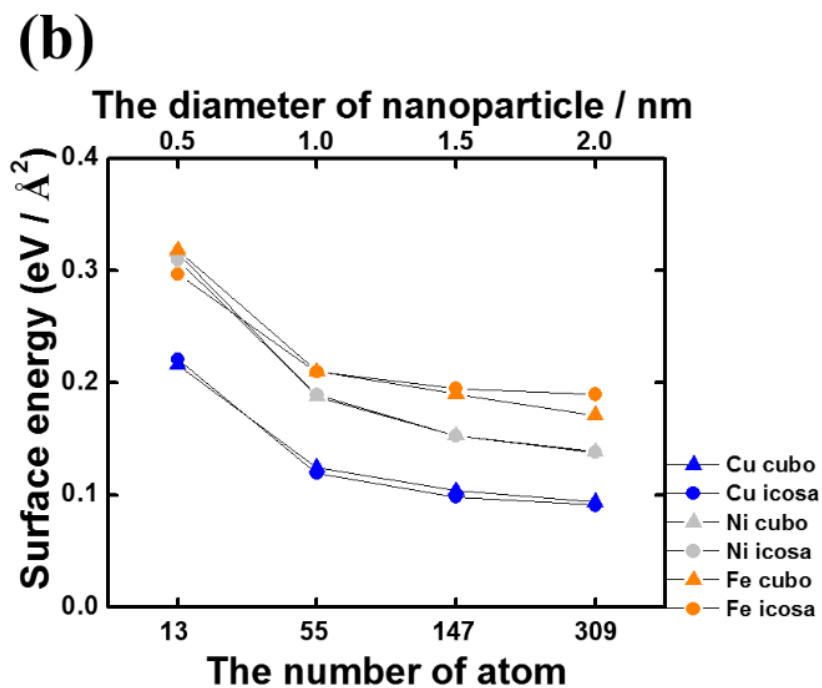 (b)
The diameter of nanoparticle / nm
0.5 1.0 1.5 2.0
Surface energy (eV / Å2)
0.4
0.3
0.2
0.1
0.0
13 55 147 309
The number of atom
Cu cubo
Cu icosa
Ni cubo
Ni icosa
Fe cubo
Fe icosa